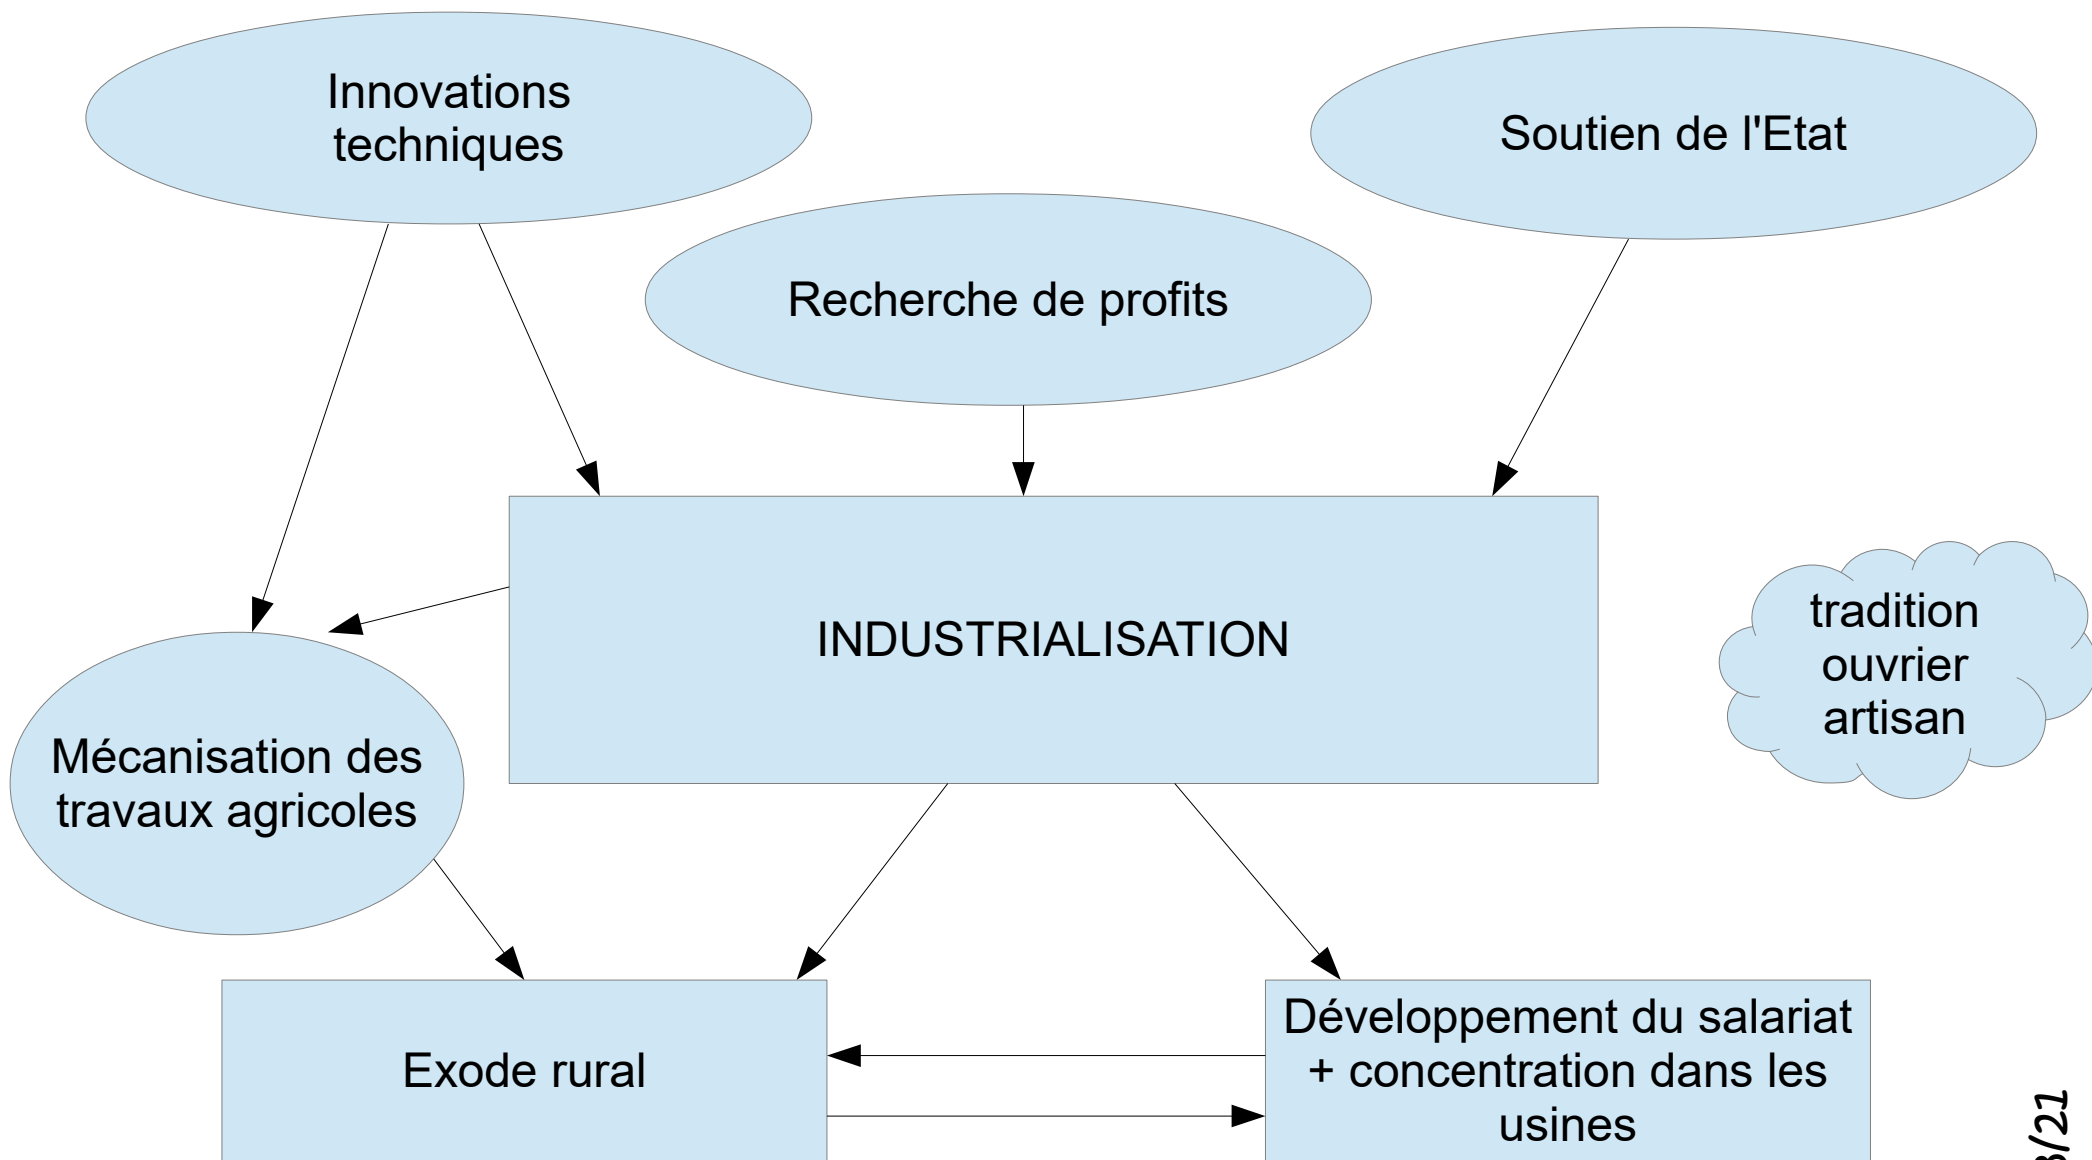 Innovations
techniques
Soutien de l'Etat
Recherche de profits
INDUSTRIALISATION
tradition
ouvrier
artisan
Mécanisation des
travaux agricoles
Exode rural
Développement du salariat
+ concentration dans les
usines
/21